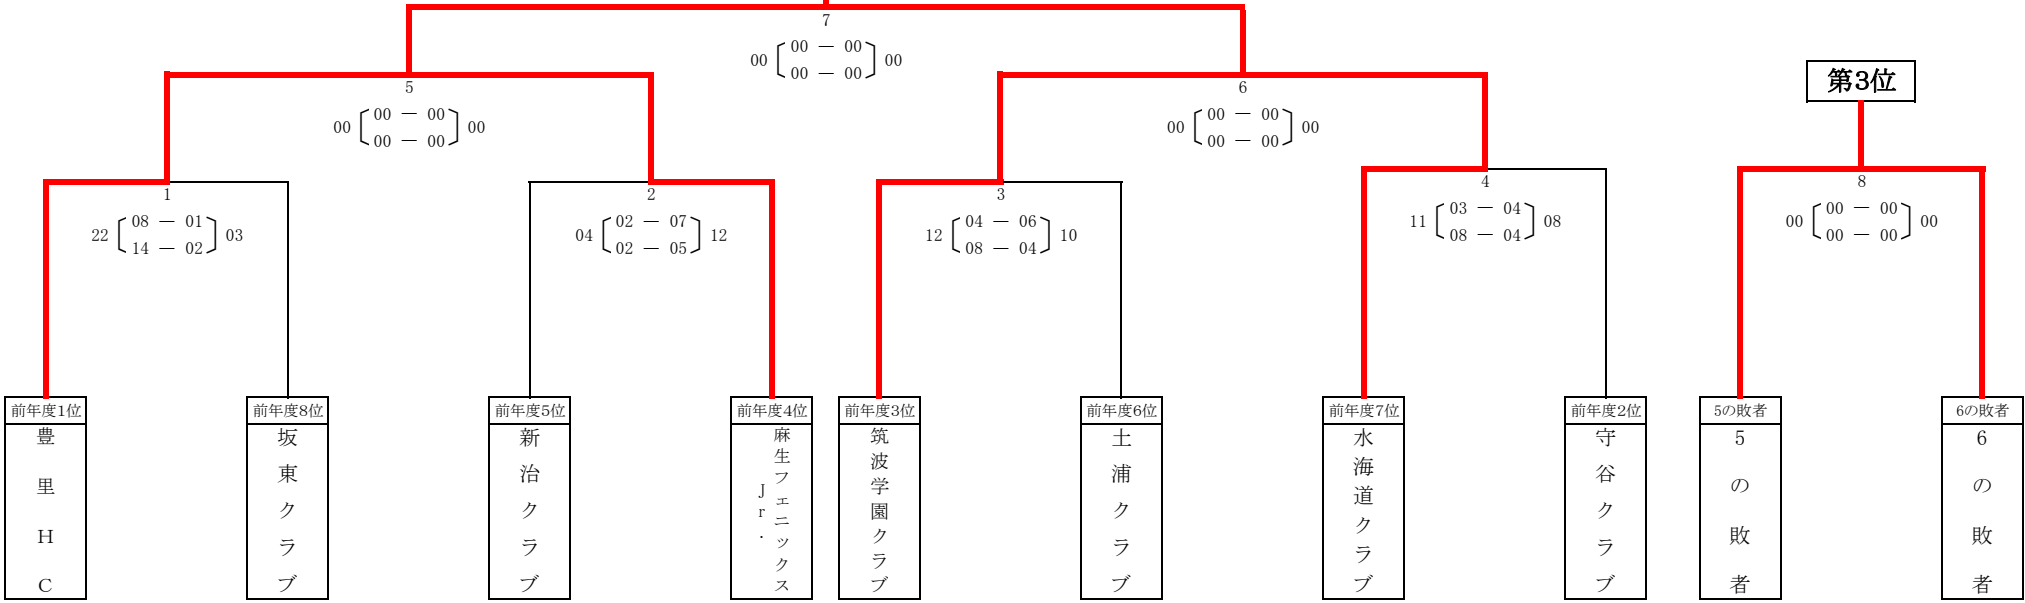 7
00 00 － 00 00
00 － 00
5
00 00 － 00 00
00 － 00
6
00 00 － 00 00
00 － 00
第3位
1
22 08 － 01 03
14 － 02
2
04 02 － 07 12
02 － 05
3
12 04 － 06 10
08 － 04
4
11 03 － 04 08
08 － 04
8
00 00 － 00 00
00 － 00
前年度1位
豊里HC
前年度8位
坂東クラブ
前年度5位
新治クラブ
前年度4位
麻生フェニックス
Jr.
前年度3位
筑波学園クラブ
前年度6位
土浦クラブ
前年度7位
水海道クラブ
前年度2位
守谷クラブ
5の敗者
5の敗者
6の敗者
6の敗者